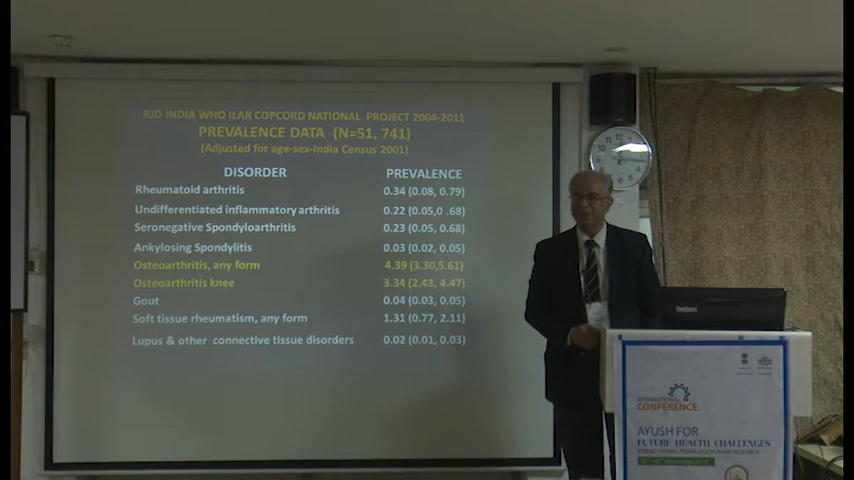 BJD INDIA WHO ILAR COPCORD NATIONAL PROJECT 2004-2011
PREVALENCE DATA (N=51, 741)
(Adjusted for age-sex-India Census 2001)
DISORDER PREVALENCE
Rheumatoid arthritis 0.34 (0.08, 0.79)
Undifferentiated inflammatory arthritis 0.22 (0.05,0 .68)
Seronegative Spondyloarthritis 0.23 (0.05, 0.68)
Ankylosing Spondylitis 0.03 (0.02, 0.05)
Osteoarthritis, any form 4.39 (3.30,5.61)
Osteoarthritis knee 3.34 (2.43, 4.47)
Gout 0.04 (0.03, 0.05)
Soft tissue rheumatism, any form 1.31 (0.77, 2.11)
Lupus & other connective tissue disorders 0.02 (0.01, 0.03)
INTERNATIONAL
CONFERENCE
AYUSH FOR
FUTURE HEALTH CHALLENGES